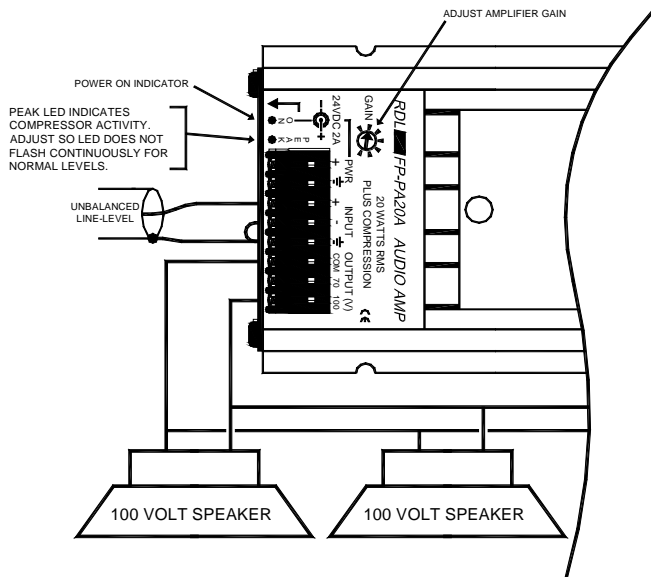 ADJUST AMPLIFIER GAIN
POWER ON INDICATOR
PEAK LED INDICATES
COMPRESSOR ACTIVITY.
ADJUST SO LED DOES NOT
FLASH CONTINUOUSLY FOR
NORMAL LEVELS.
UNBALANCED
LINE-LEVEL
ON
PEAK
- +
24VDC 2A
GAIN
RDL FP-PA20A AUDIO AMP
20 WATTS RMS
PLUS COMPRESSION
CE
PWR INPUT OUTPUT (V)
+ + - COM 70 100
100 VOLT SPEAKER
100 VOLT SPEAKER